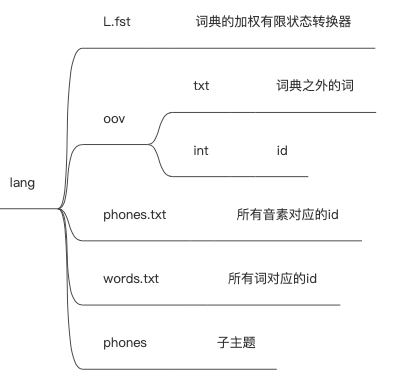 L.fst 词典的加权有限状态转换器
txt 词典之外的词
oov
int id
lang
phones.txt 所有音素对应的id
words.txt 所有词对应的id
phones 子主题